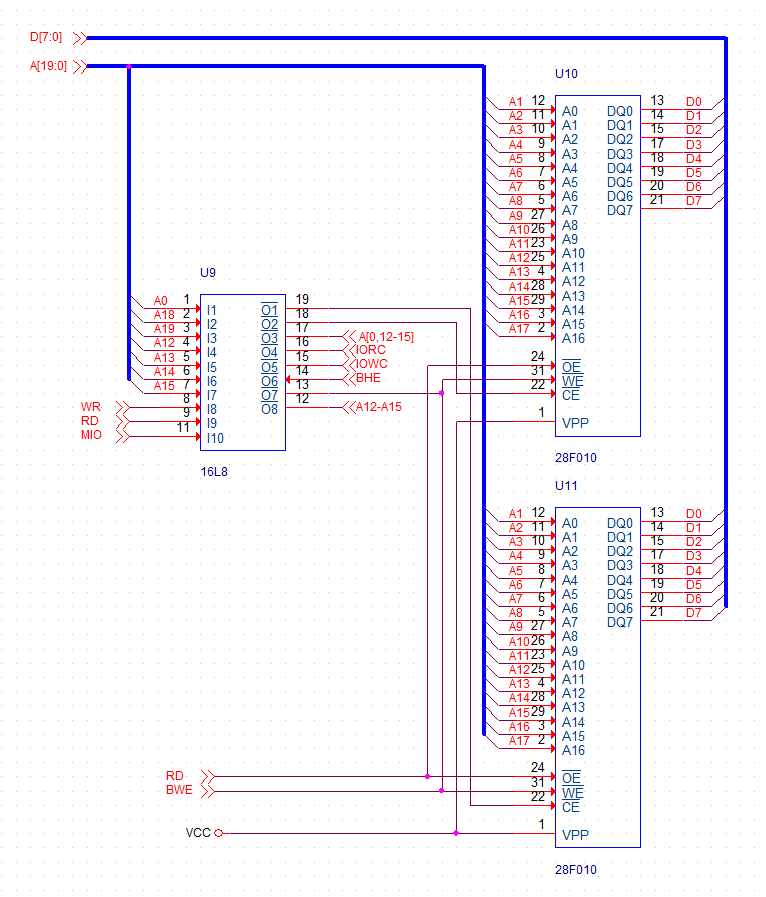 D[7:0]
A[19:0]
U10
A1 12 A0 DQ0 13 D0
A2 11 A1 DQ1 14 D1
A3 10 A2 DQ2 15 D2
A4 9 A3 DQ3 17 D3
A5 8 A4 DQ4 18 D4
A6 7 A5 DQ5 19 D5
A7 6 A6 DQ6 20 D6
A8 5 A7 DQ7 21 D7
A9 27 A8
A10 26 A9
A11 23 A10
A12 25 A11
A13 4 A12
A14 28 A13
A15 29 A14
A16 3 A15
A17 2 A16
24 OE
31 WE
22 CE
1 VPP
28F010
U9
A0 1 I1 O1 19
A18 2 I2 O2 18
A19 3 I3 O3 17 A[0,12-15]
A12 4 I4 O4 16 IORC
A13 5 I5 O5 15 IOWC
A14 6 I6 O6 14 BHE
A15 7 I7 O7 13
WR 8 I8 O8 12 A12-A15
RD 9 I9
MIO 11 I10
16L8
U11
A1 12 A0 DQ0 13 D0
A2 11 A1 DQ1 14 D1
A3 10 A2 DQ2 15 D2
A4 9 A3 DQ3 17 D3
A5 8 A4 DQ4 18 D4
A6 7 A5 DQ5 19 D5
A7 6 A6 DQ6 20 D6
A8 5 A7 DQ7 21 D7
A9 27 A8
A10 26 A9
A11 23 A10
A12 25 A11
A13 4 A12
A14 28 A13
A15 29 A14
A16 3 A15
A17 2 A16
RD 24 OE
BWE 31 WE
22 CE
VCC 1 VPP
28F010